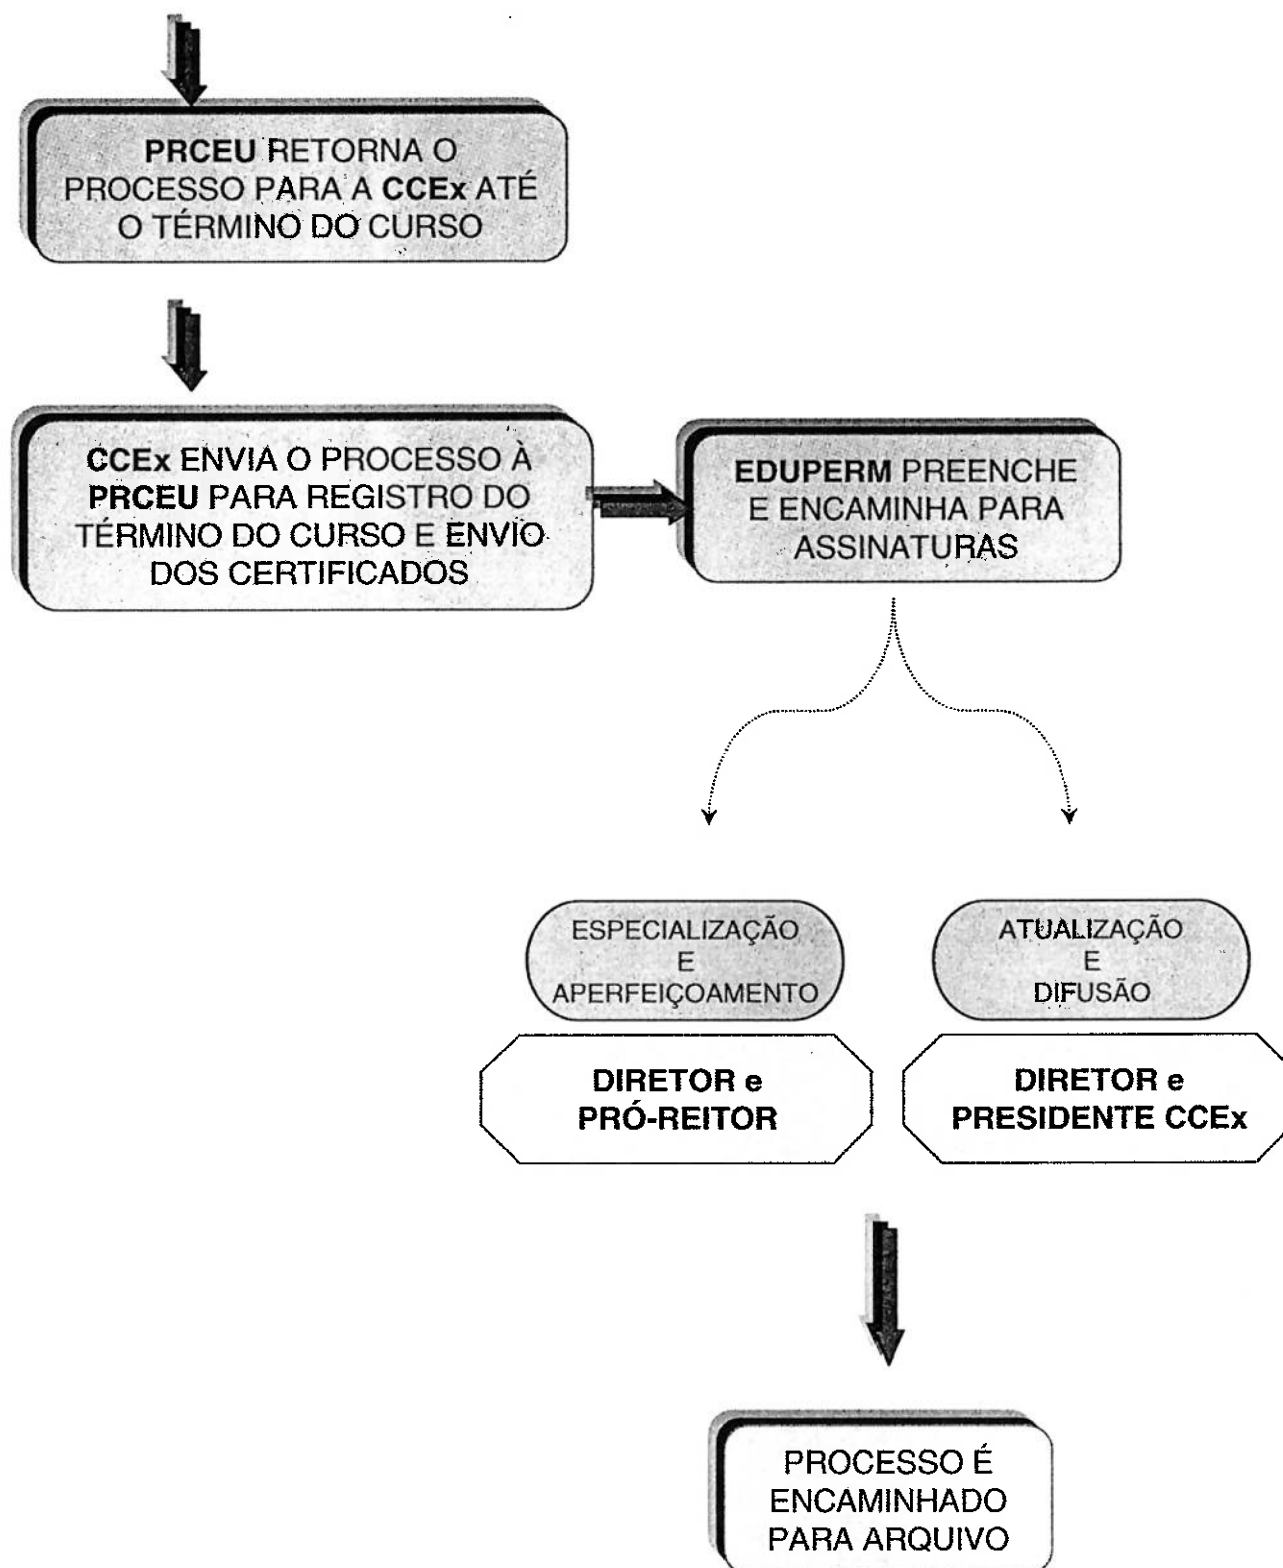 PRCEU RETORNA O
PROCESSO PARA A CCEx ATÉ
O TÉRMINO DO CURSO
CCEx ENVIA O PROCESSO À
PRCEU PARA REGISTRO DO
TÉRMINO DO CURSO E ENVIO
DOS CERTIFICADOS
EDUPERM PREENCHE
E ENCAMINHA PARA
ASSINATURAS
ESPECIALIZAÇÃO
E
APERFEIÇOAMENTO
DIRETOR e
PRÓ-REITOR
ATUALIZAÇÃO
E
DIFUSÃO
DIRETOR e
PRESIDENTE CCEx
PROCESSO É
ENCAMINHADO
PARA ARQUIVO